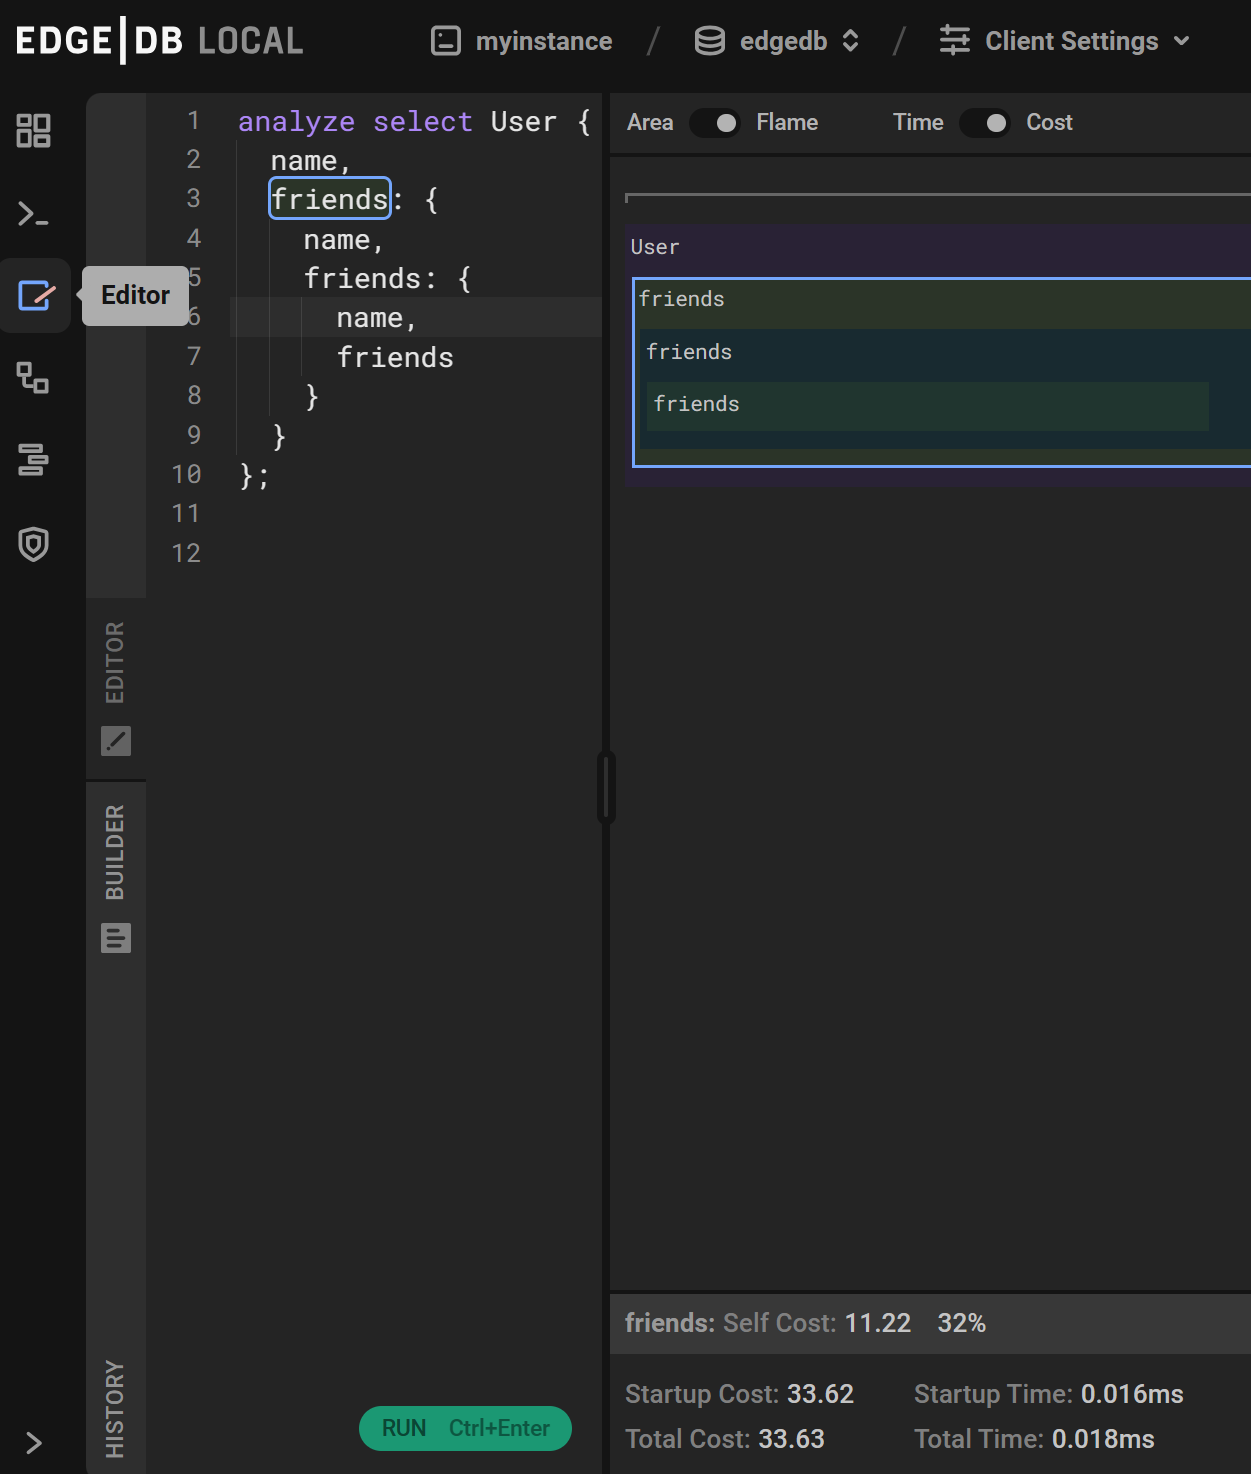 EDGE|DB LOCAL myinstance / edgedb / Client Settings
Area Flame Time Cost
Editor
1 analyze select User {
2 name,
3 friends: {
4 name,
5 friends: {
6 name,
7 friends
8 }
9 }
10 };
11
12
EDITOR
BUILDER
HISTORY
RUN Ctrl+Enter
User
friends
friends
friends
friends: Self Cost: 11.22 32%
Startup Cost: 33.62 Startup Time: 0.016ms
Total Cost: 33.63 Total Time: 0.018ms